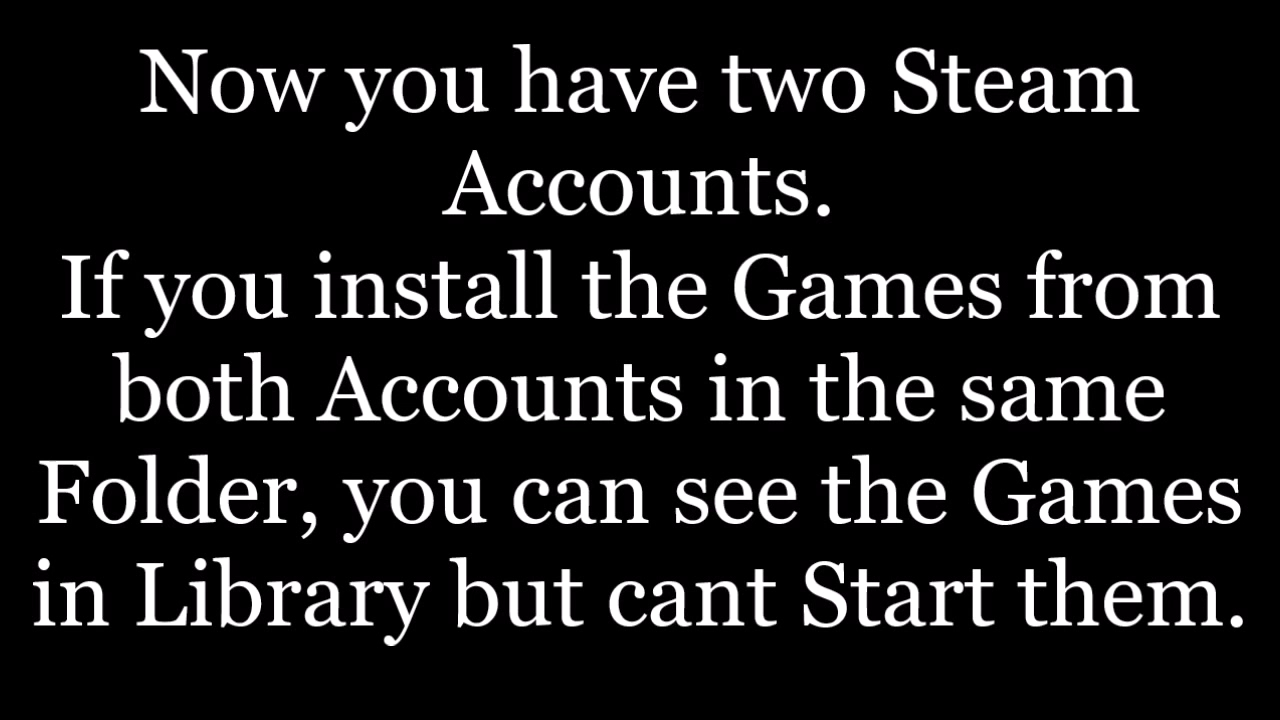 Now you have two Steam
Accounts.
If you install the Games from
both Accounts in the same
Folder, you can see the Games
in Library but cant Start them.